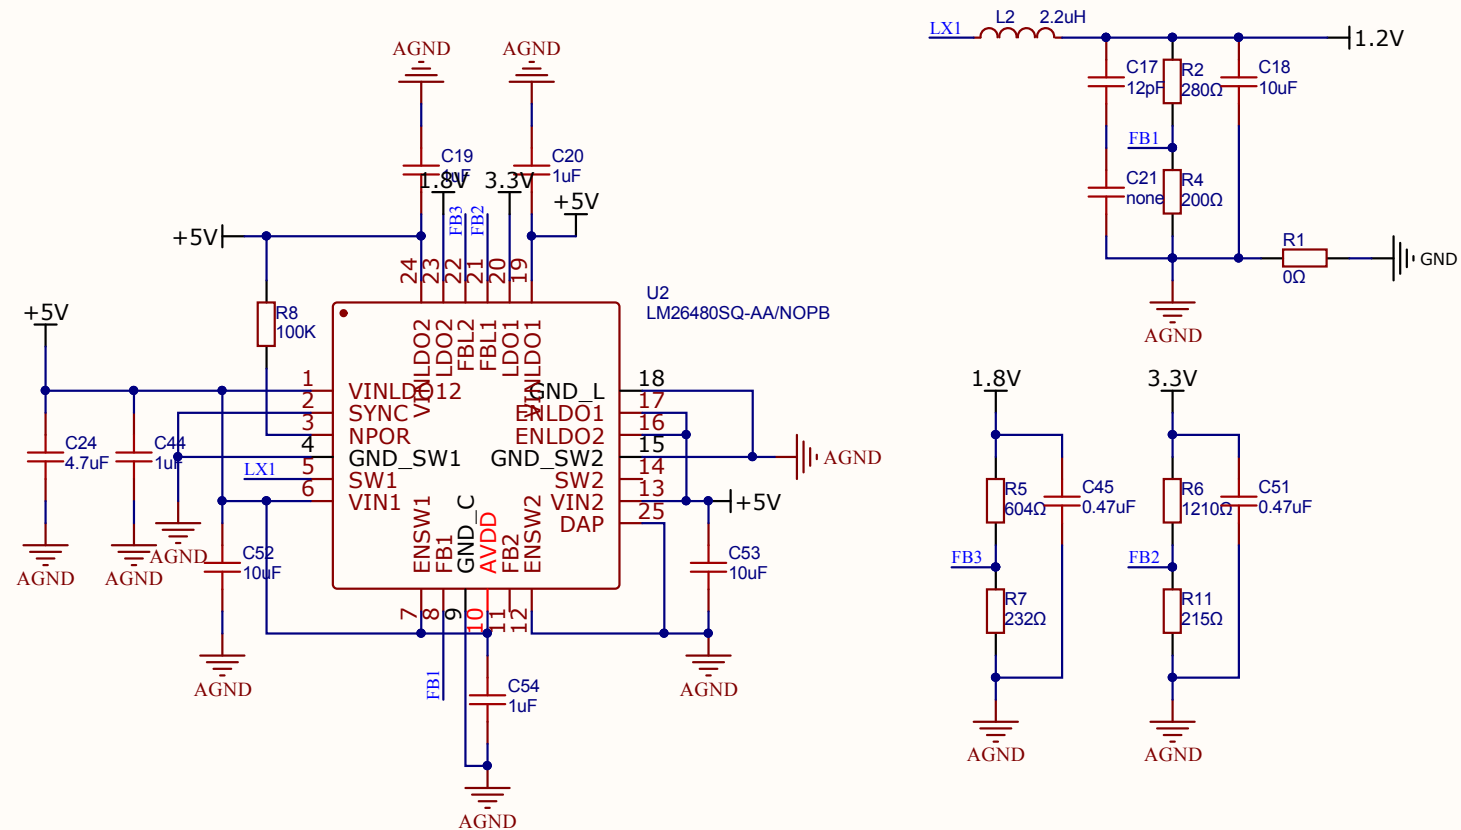 AGND
AGND
C19
1uF
C20
1uF
1.8V
3.3V
+5V
+5V
FB3
FB2
24
23
22
21
20
19
R8
100K
+5V
U2
LM26480SQ-AA/NOPB
VINLDO2
LDO2
FBL2
FBL1
LDO1
VINLDO1
1
VINLDO12
2
SYNC
3
NPOR
4
GND_SW1
5
SW1
6
VIN1
LX1
GND_L
18
ENLDO1
17
ENLDO2
16
GND_SW2
15
SW2
14
VIN2
13
DAP
25
AGND
+5V
C24
4.7uF
C44
1uF
AGND
AGND
AGND
C52
10uF
AGND
ENSW1
FB1
GND_C
AVDD
FB2
ENSW2
7
8
9
10
11
12
C53
10uF
AGND
FB1
C54
1uF
AGND
LX1
L2
2.2uH
1.2V
C17
12pF
R2
280Ω
C18
10uF
FB1
C21
none
R4
200Ω
R1
0Ω
GND
AGND
1.8V
R5
604Ω
C45
0.47uF
FB3
R7
232Ω
AGND
3.3V
R6
1210Ω
C51
0.47uF
FB2
R11
215Ω
AGND